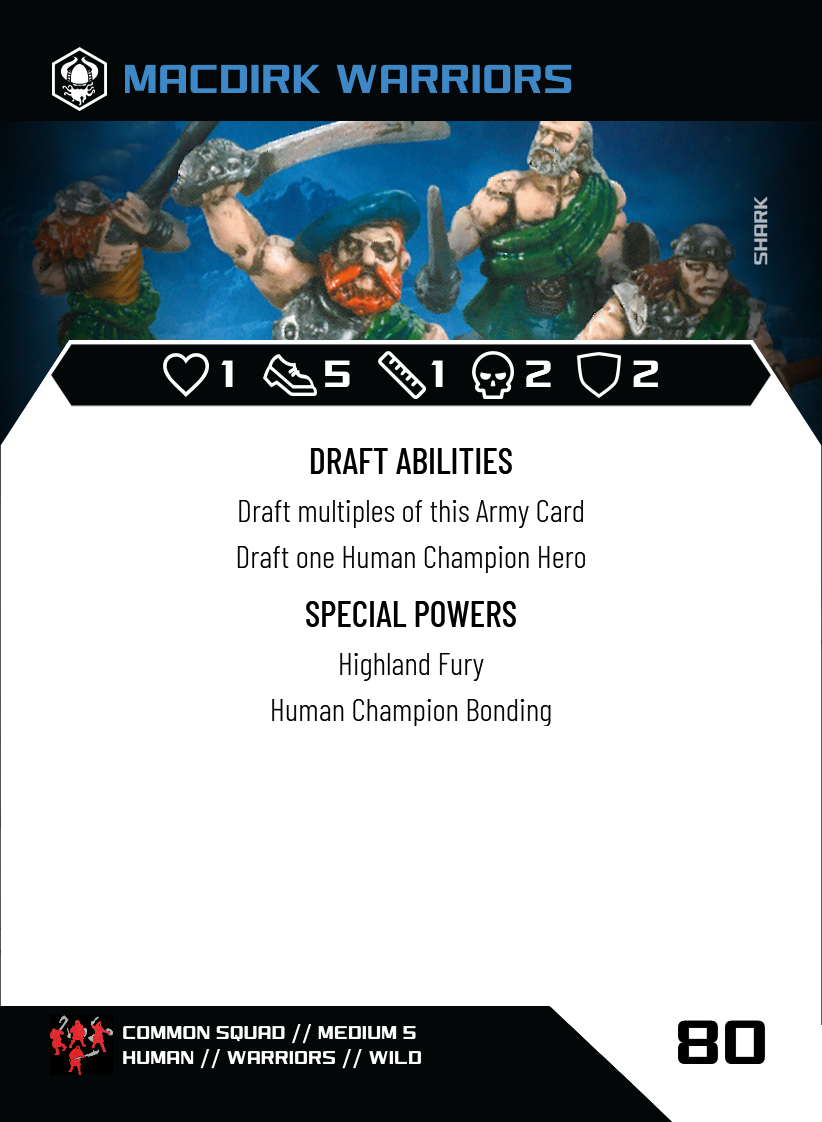 MACDIRK WARRIORS
SHARK
1 5 1 2 2
DRAFT ABILITIES
Draft multiples of this Army Card
Draft one Human Champion Hero
SPECIAL POWERS
Highland Fury
Human Champion Bonding
COMMON SQUAD // MEDIUM 5
HUMAN // WARRIORS // WILD
80